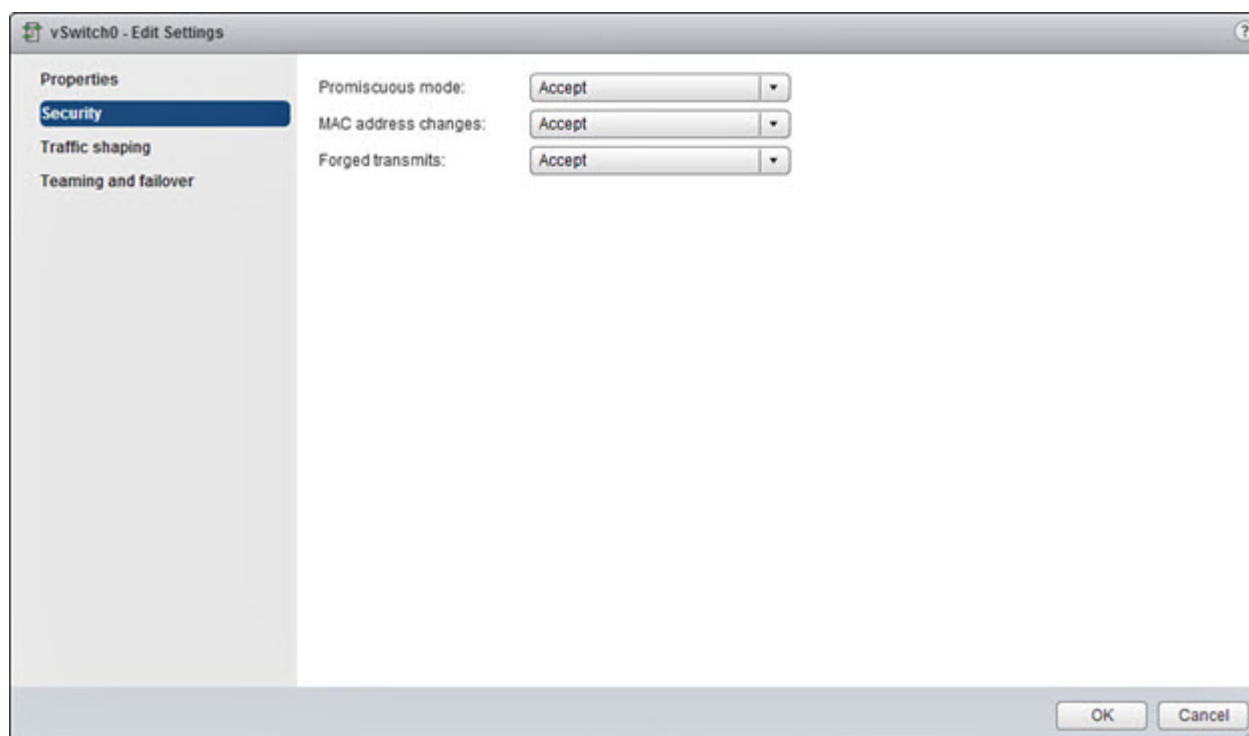 vSwitch0 - Edit Settings
?
Properties
Security
Traffic shaping
Teaming and failover
Promiscuous mode: Accept
MAC address changes: Accept
Forged transmits: Accept
OK Cancel